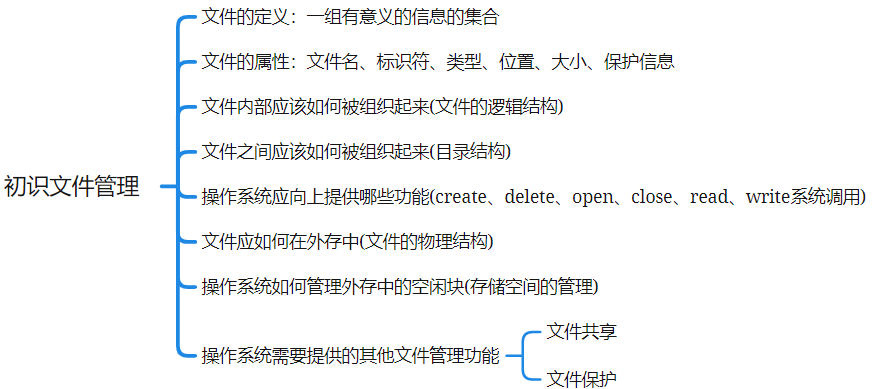 文件的定义：一组有意义的信息的集合
文件的属性：文件名、标识符、类型、位置、大小、保护信息
文件内部应该如何被组织起来(文件的逻辑结构)
文件之间应该如何被组织起来(目录结构)
初识文件管理
操作系统应向上提供哪些功能(create、delete、open、close、read、write系统调用)
文件应如何在外存中(文件的物理结构)
操作系统如何管理外存中的空闲块(存储空间的管理)
操作系统需要提供的其他文件管理功能
文件共享
文件保护